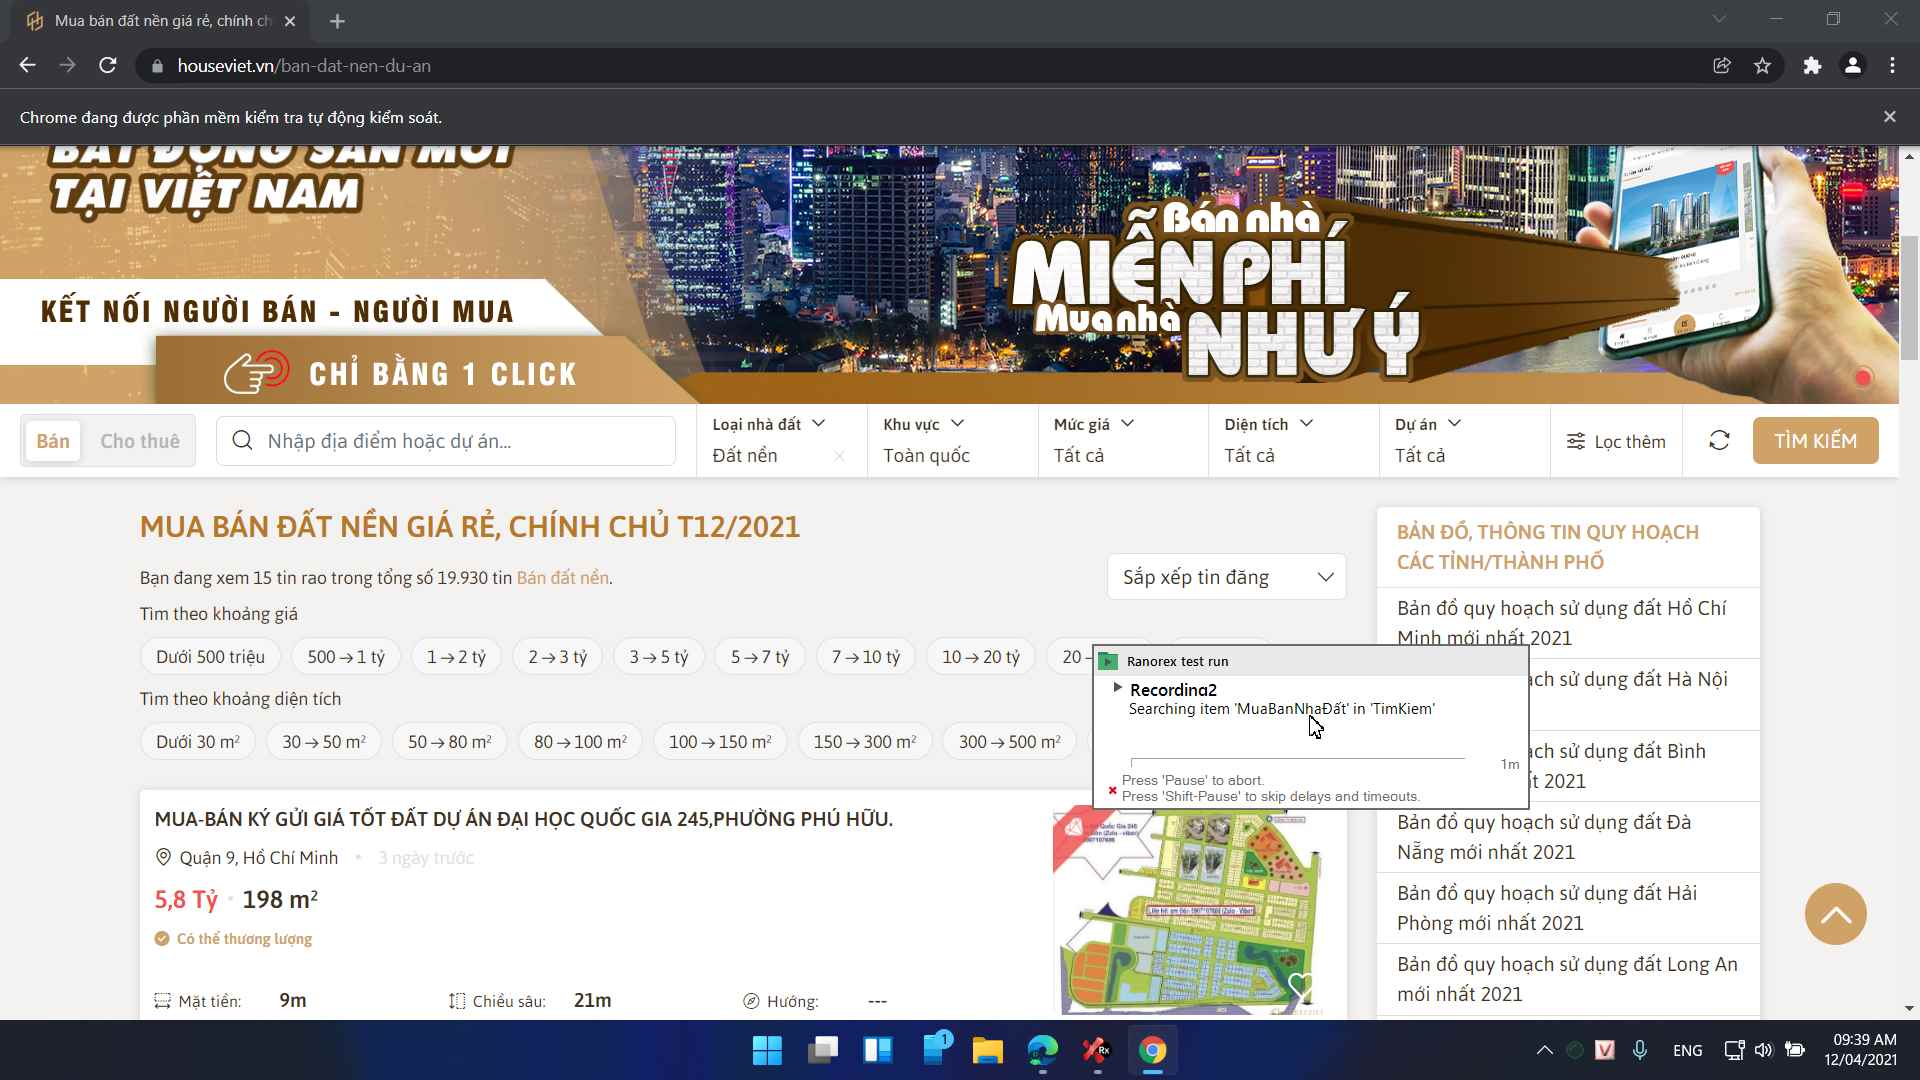 Mua bán đất nền giá rẻ, chính ch
houseviet.vn/ban-dat-nen-du-an
Chrome đang được phần mềm kiểm tra tự động kiểm soát.
BẤT ĐỘNG SẢN MỚI
TẠI VIỆT NAM
KẾT NỐI NGƯỜI BÁN - NGƯỜI MUA
CHỈ BẰNG 1 CLICK
Bán nhà
MIỄN PHÍ
Mua nhà
NHƯ Ý
Bán
Cho thuê
Nhập địa điểm hoặc dự án...
Loại nhà đất
Đất nền
Khu vực
Toàn quốc
Mức giá
Tất cả
Diện tích
Tất cả
Dự án
Tất cả
Lọc thêm
TÌM KIẾM
MUA BÁN ĐẤT NỀN GIÁ RẺ, CHÍNH CHỦ T12/2021
Bạn đang xem 15 tin rao trong tổng số 19.930 tin Bán đất nền.
Sắp xếp tin đăng
Tìm theo khoảng giá
Dưới 500 triệu
500 → 1 tỷ
1 → 2 tỷ
2 → 3 tỷ
3 → 5 tỷ
5 → 7 tỷ
7 → 10 tỷ
10 → 20 tỷ
20
Tìm theo khoảng diện tích
Dưới 30 m²
30 → 50 m²
50 → 80 m²
80 → 100 m²
100 → 150 m²
150 → 300 m²
300 → 500 m²
Ranorex test run
Recording2
Searching item 'MuaBanNhaĐất' in 'TimKiem'
1m
Press 'Pause' to abort.
Press 'Shift-Pause' to skip delays and timeouts.
MUA-BÁN KÝ GỬI GIÁ TỐT ĐẤT DỰ ÁN ĐẠI HỌC QUỐC GIA 245,PHƯỜNG PHÚ HỮU.
Quận 9, Hồ Chí Minh • 3 ngày trước
5,8 Tỷ • 198 m²
Có thể thương lượng
Mặt tiền: 9m
Chiều sâu: 21m
Hướng: ---
BẢN ĐỒ, THÔNG TIN QUY HOẠCH
CÁC TỈNH/THÀNH PHỐ
Bản đồ quy hoạch sử dụng đất Hồ Chí
Minh mới nhất 2021
ạch sử dụng đất Hà Nội
ạch sử dụng đất Bình
t 2021
Bản đồ quy hoạch sử dụng đất Đà
Nẵng mới nhất 2021
Bản đồ quy hoạch sử dụng đất Hải
Phòng mới nhất 2021
Bản đồ quy hoạch sử dụng đất Long An
mới nhất 2021
1
ENG
09:39 AM
12/04/2021